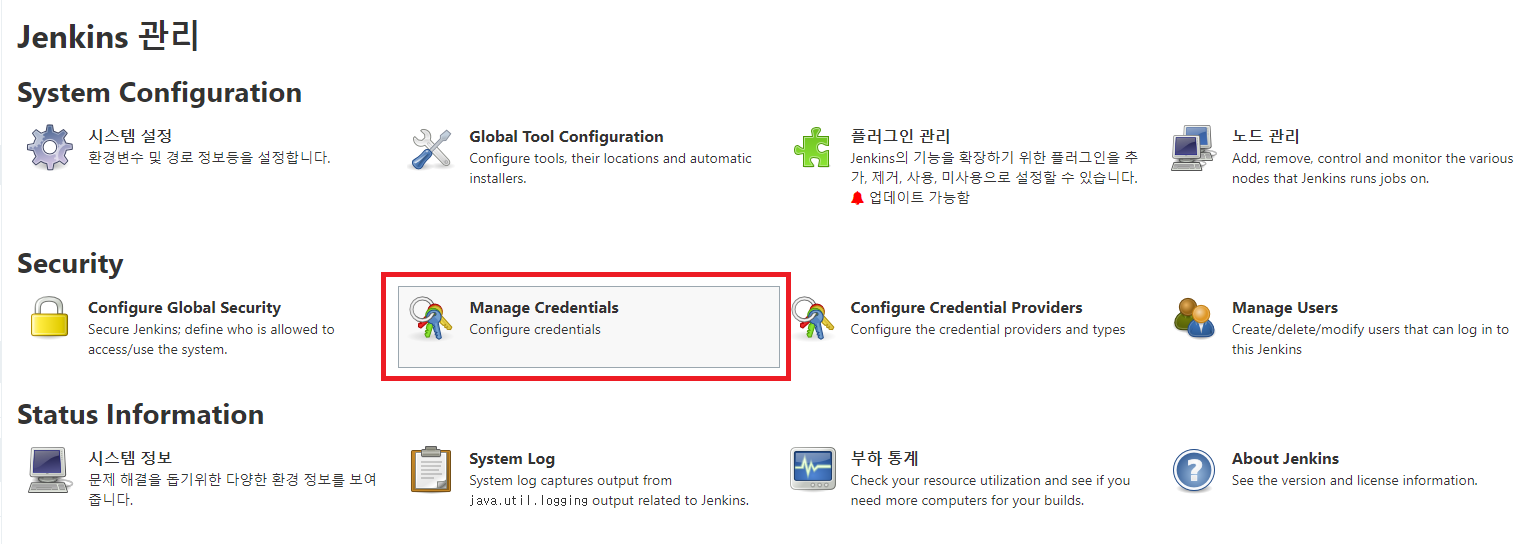 Jenkins 관리
System Configuration
시스템 설정
환경변수 및 경로 정보등을 설정합니다.
Global Tool Configuration
Configure tools, their locations and automatic
installers.
플러그인 관리
Jenkins의 기능을 확장하기 위한 플러그인을 추
가, 제거, 사용, 미사용으로 설정할 수 있습니다.
업데이트 가능함
노드 관리
Add, remove, control and monitor the various
nodes that Jenkins runs jobs on.
Security
Configure Global Security
Secure Jenkins; define who is allowed to
access/use the system.
Manage Credentials
Configure credentials
Configure Credential Providers
Configure the credential providers and types
Manage Users
Create/delete/modify users that can log in to
this Jenkins
Status Information
시스템 정보
문제 해결을 돕기위한 다양한 환경 정보를 보여
줍니다.
System Log
System log captures output from
java.util.logging output related to Jenkins.
부하 통계
Check your resource utilization and see if you
need more computers for your builds.
About Jenkins
See the version and license information.